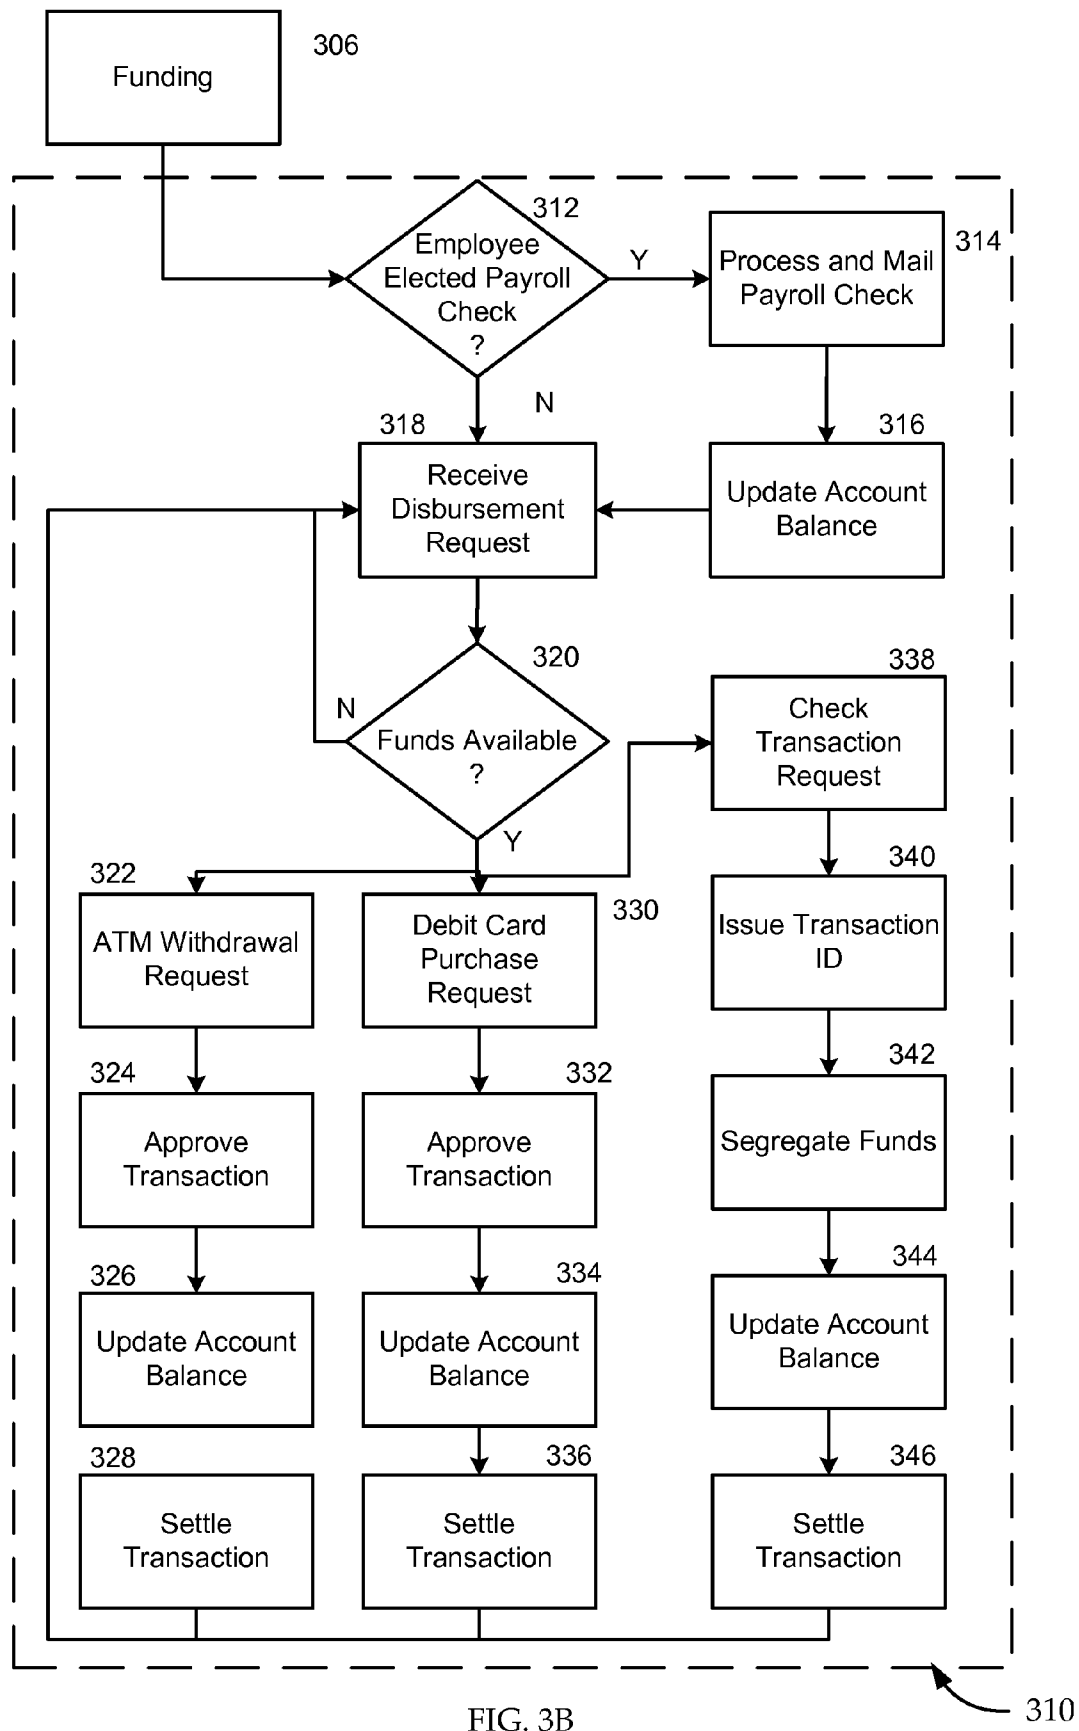 306
Funding
312
Employee
Elected Payroll
Check
?
Y
314
Process and Mail
Payroll Check
N
318
Receive
Disbursement
Request
316
Update Account
Balance
320
N
Funds Available
?
Y
338
Check
Transaction
Request
322
ATM Withdrawal
Request
330
Debit Card
Purchase
Request
340
Issue Transaction
ID
324
Approve
Transaction
332
Approve
Transaction
342
Segregate Funds
326
Update Account
Balance
334
Update Account
Balance
344
Update Account
Balance
328
Settle
Transaction
336
Settle
Transaction
346
Settle
Transaction
310
FIG. 3B